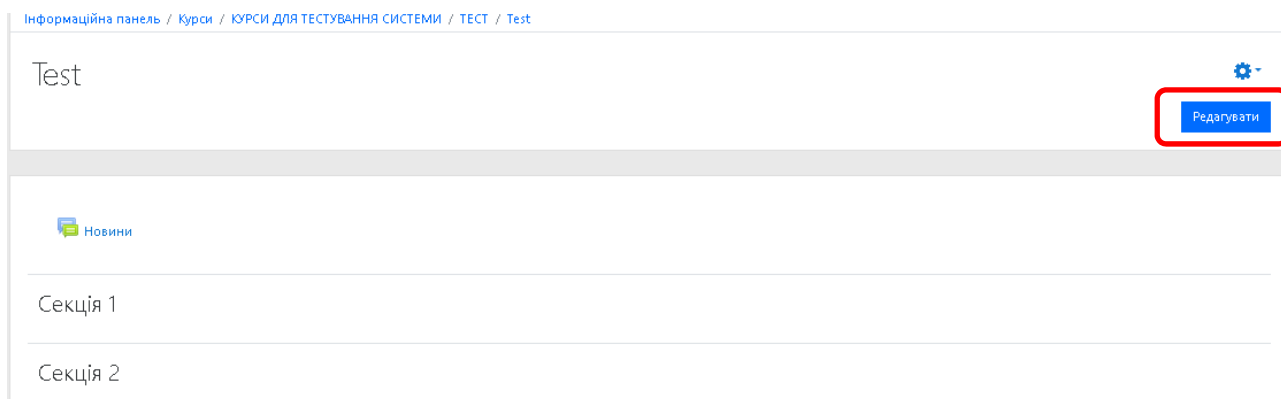 Інформаційна панель / Курси / КУРСИ ДЛЯ ТЕСТУВАННЯ СИСТЕМИ / ТЕСТ / Test
Test
Редагувати
Новини
Секція 1
Секція 2